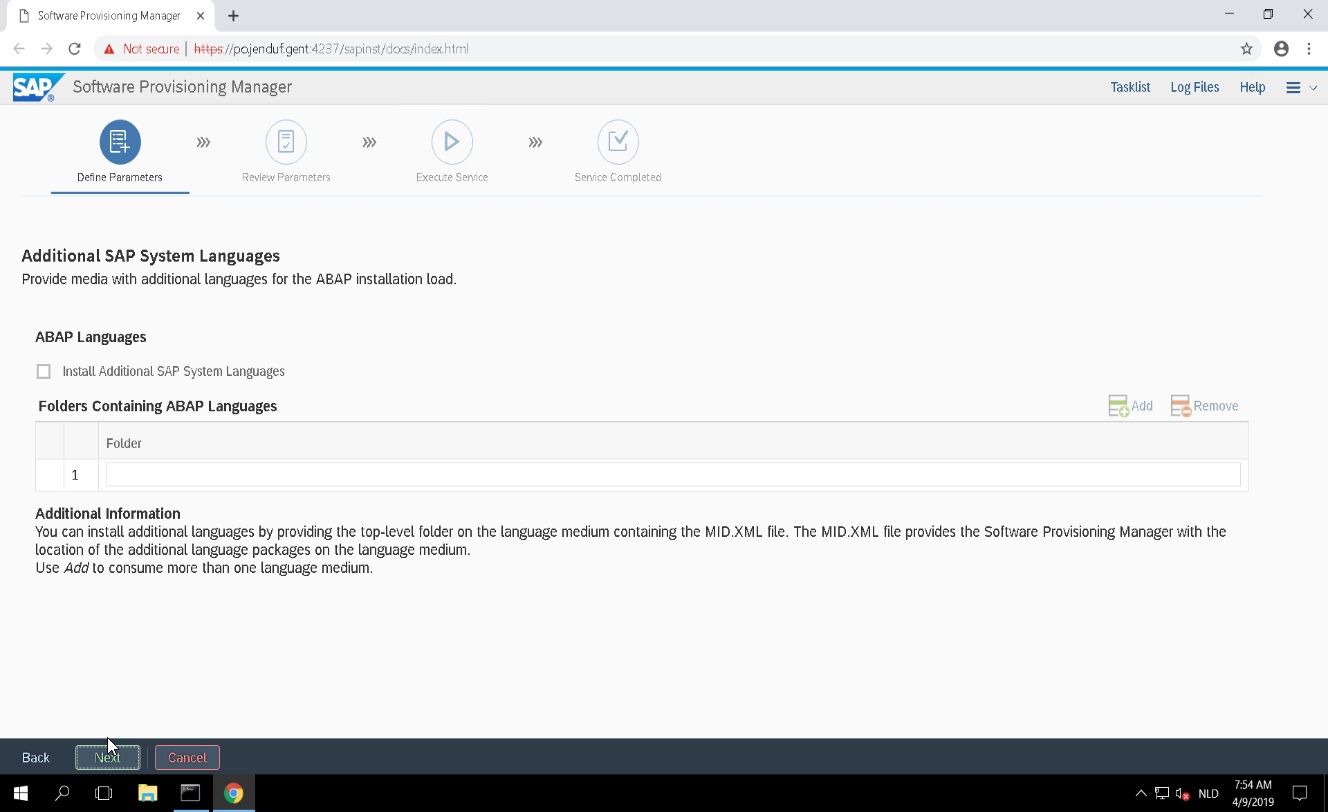 Software Provisioning Manager
Not secure | https://pojenduf.gent:4237/sapinst/docs/index.html
SAP Software Provisioning Manager Tasklist Log Files Help
Define Parameters Review Parameters Execute Service Service Completed
Additional SAP System Languages
Provide media with additional languages for the ABAP installation load.
ABAP Languages
Install Additional SAP System Languages
Folders Containing ABAP Languages Add Remove
Folder
1
Additional Information
You can install additional languages by providing the top-level folder on the language medium containing the MID.XML file. The MID.XML file provides the Software Provisioning Manager with the
location of the additional language packages on the language medium.
Use Add to consume more than one language medium.
Back Next Cancel
NLD 7:54 AM
4/9/2019